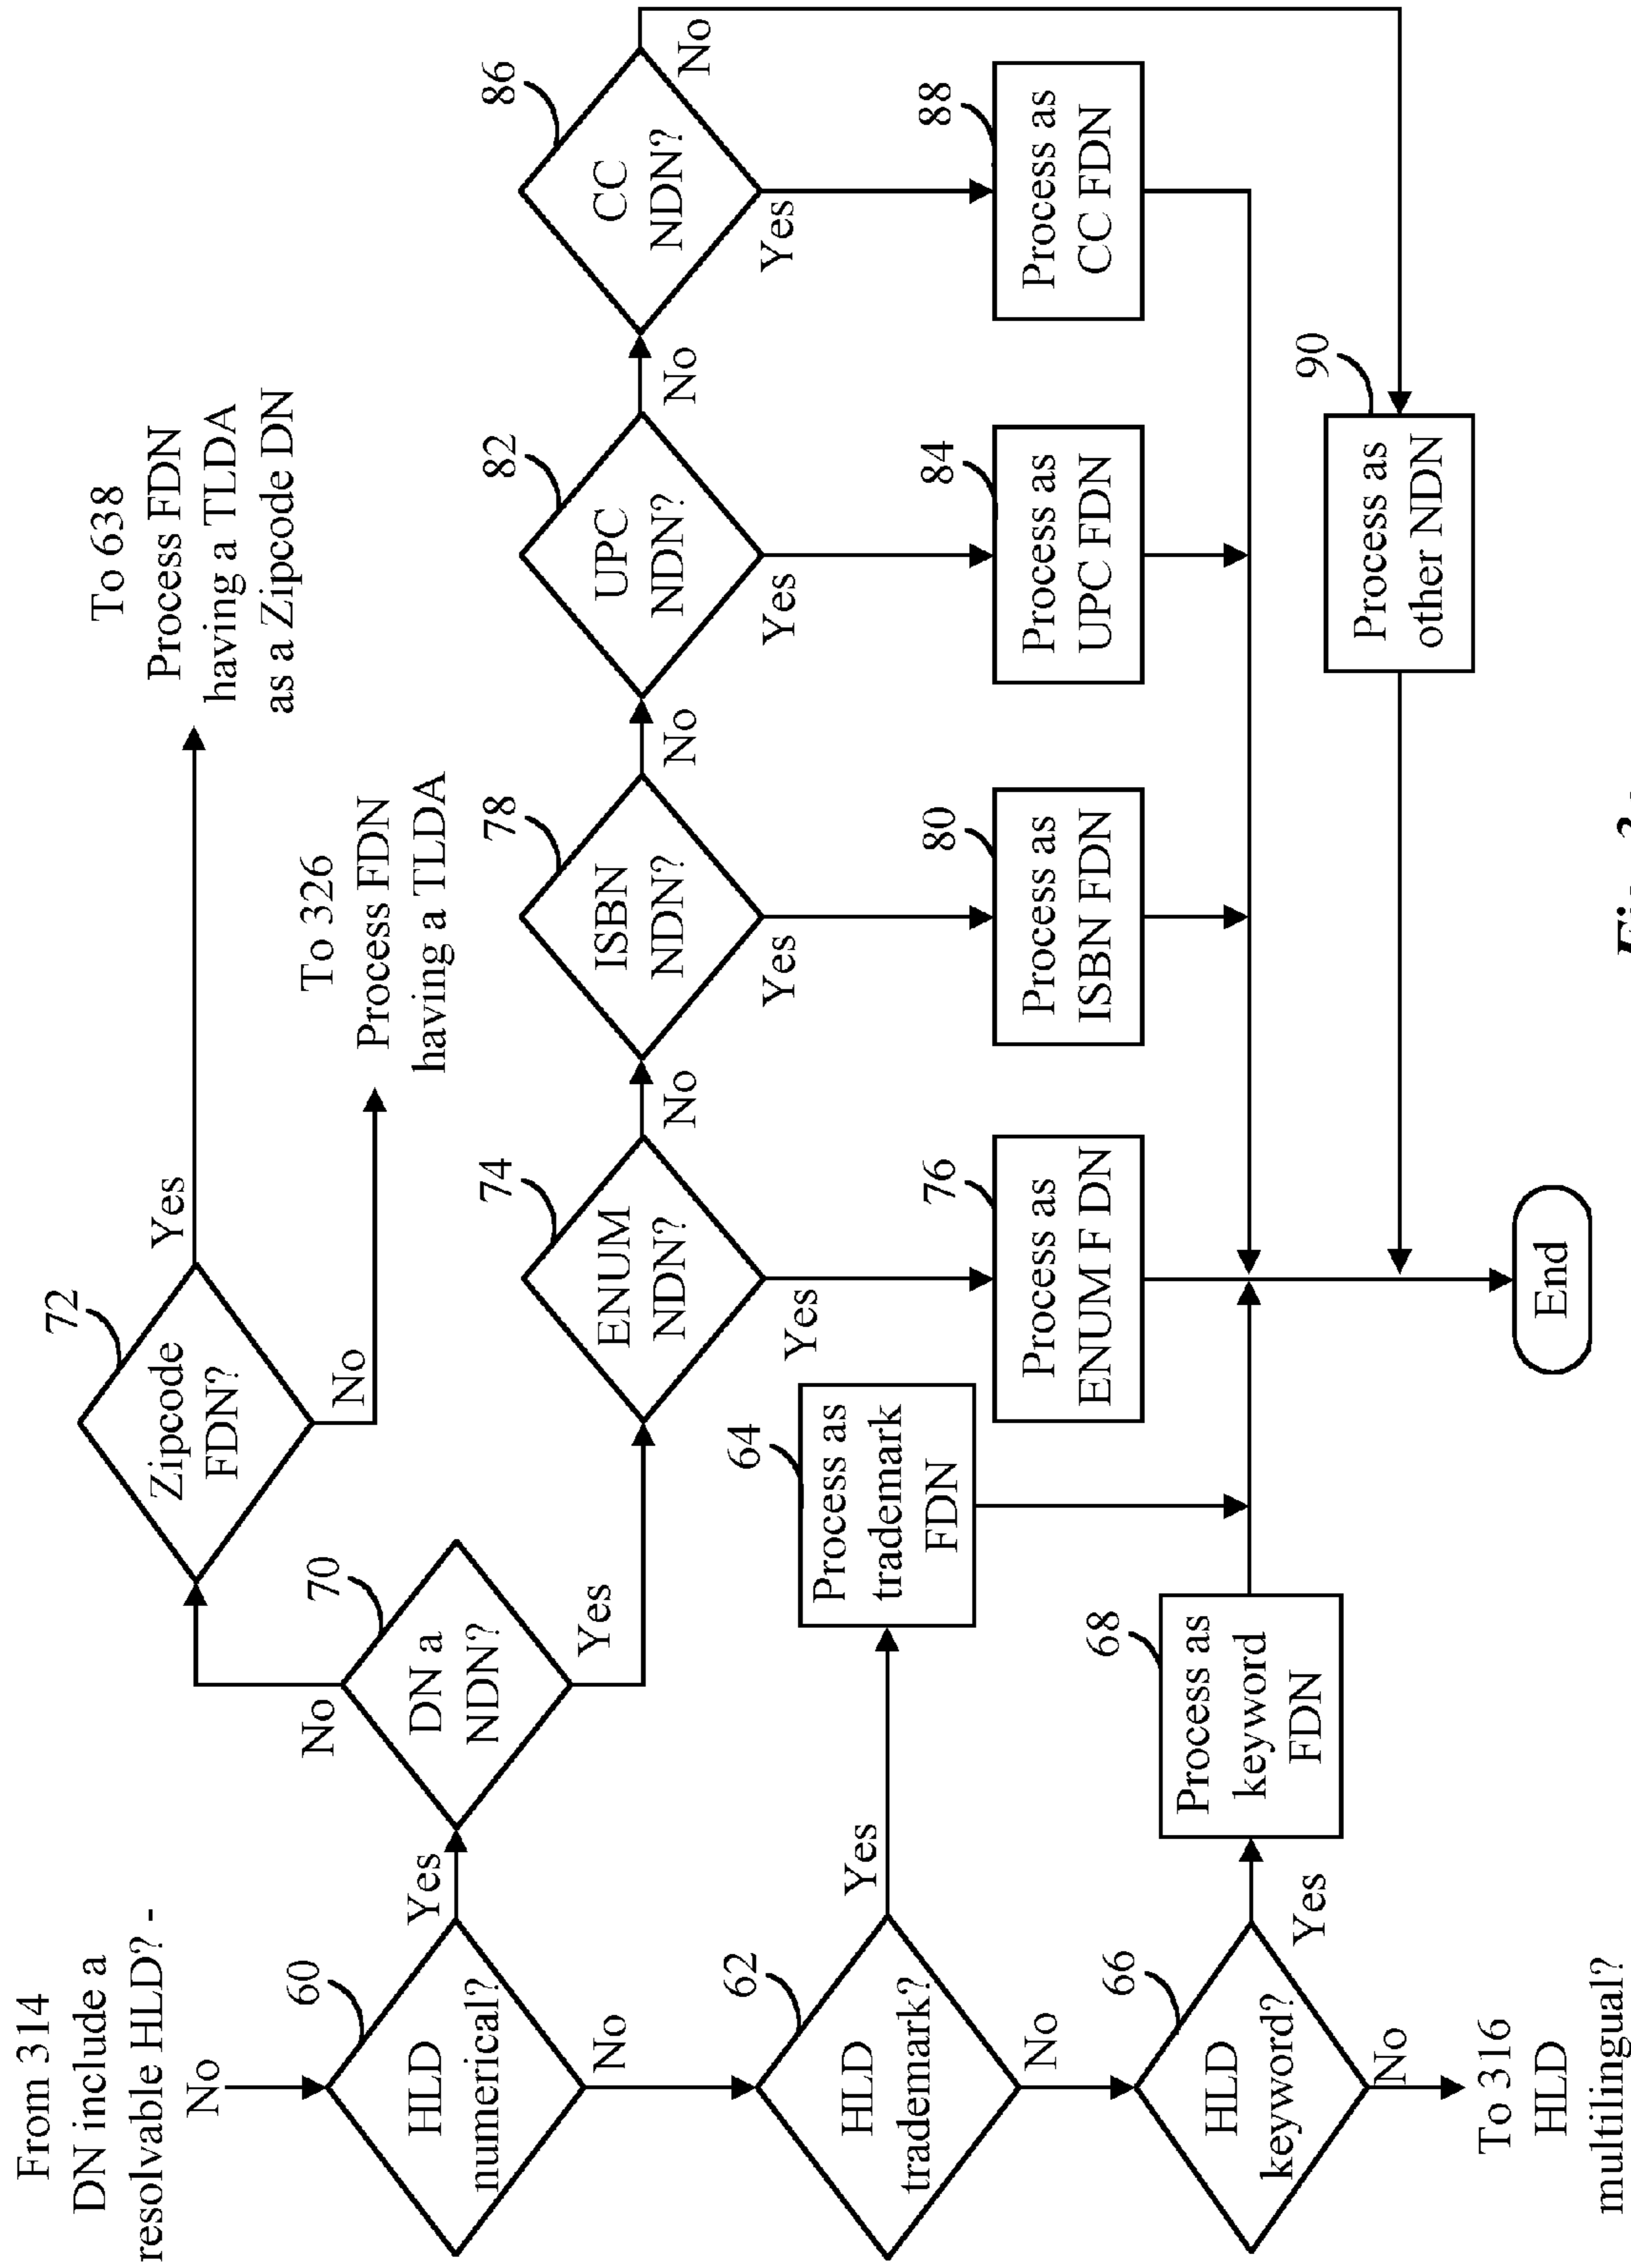 From 314
DN include a
resolvable HLD? -
No
60
HLD
numerical?
Yes
No
70
DN a
NDN?
No
Yes
72
Zipcode
FDN?
Yes
No
To 638
Process FDN
having a TLDA
as a Zipcode DN
To 326
Process FDN
having a TLDA
74
ENUM
NDN?
No
Yes
78
ISBN
NDN?
No
Yes
82
UPC
NDN?
No
Yes
86
CC
NDN?
No
Yes
62
HLD
trademark?
Yes
No
64
Process as
trademark
FDN
76
Process as
ENUM F DN
80
Process as
ISBN FDN
84
Process as
UPC FDN
88
Process as
CC FDN
66
HLD
keyword?
Yes
No
68
Process as
keyword
FDN
90
Process as
other NDN
End
To 316
HLD
multilingual?